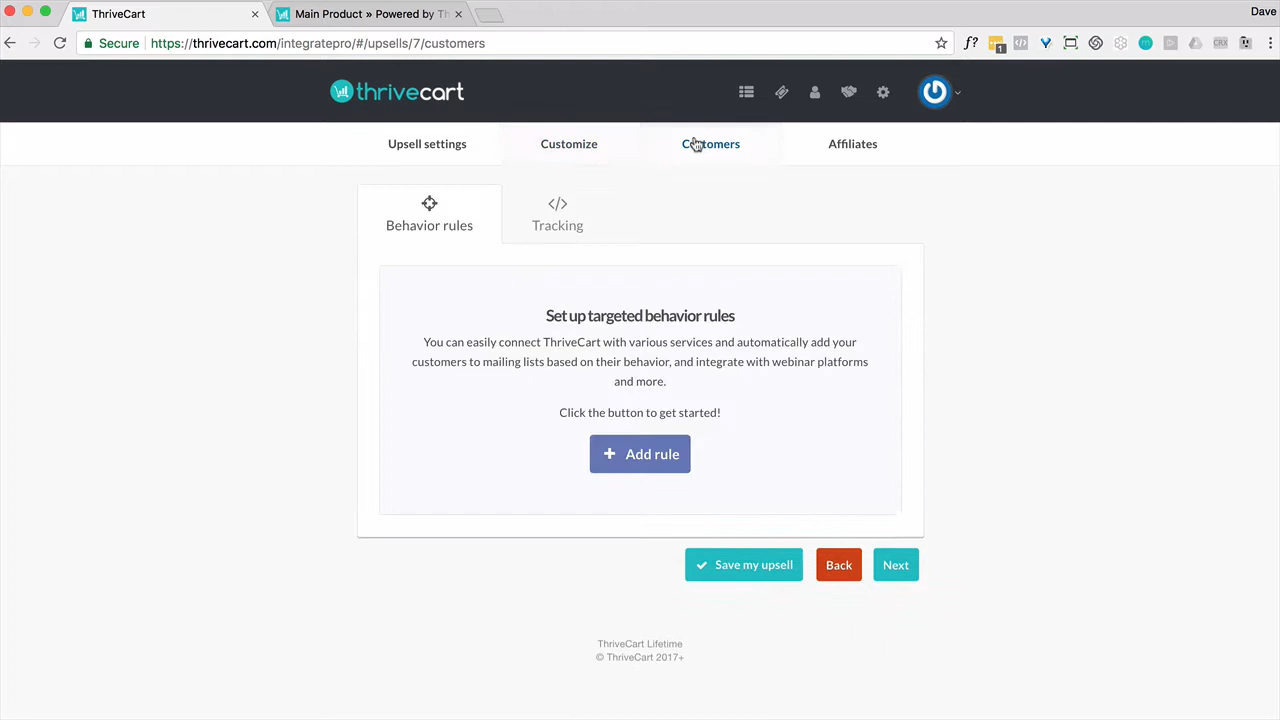 ThriveCart
Main Product » Powered by Th
Dave
Secure
https://thrivecart.com/integratepro/#/upsells/7/customers
f?
1
CRX
thrivecart
Upsell settings
Customize
Customers
Affiliates
Behavior rules
Tracking
Set up targeted behavior rules
You can easily connect ThriveCart with various services and automatically add your
customers to mailing lists based on their behavior, and integrate with webinar platforms
and more.
Click the button to get started!
+ Add rule
Save my upsell
Back
Next
ThriveCart Lifetime
© ThriveCart 2017+